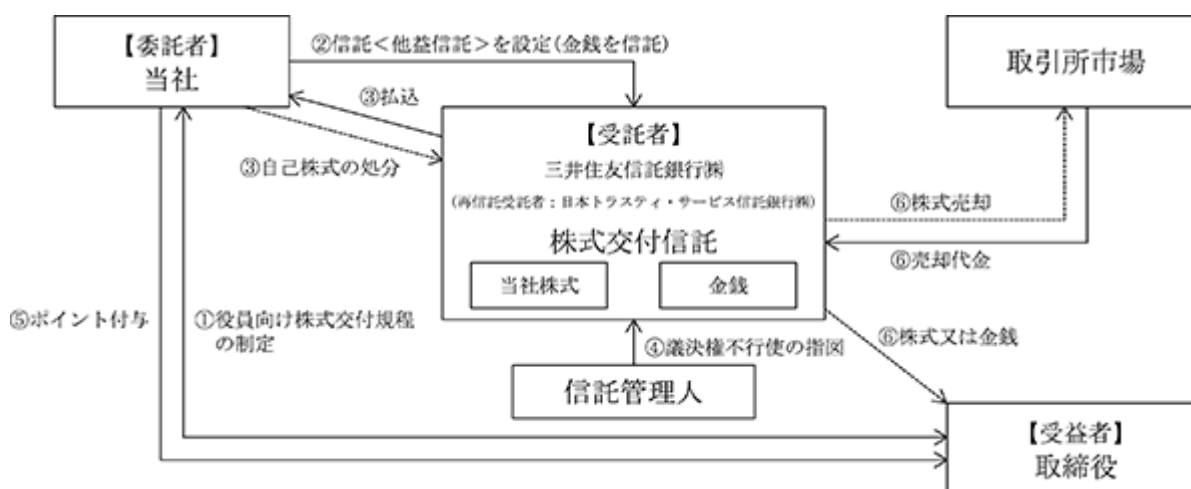 【委託者】
当社
②信託<他益信託>を設定(金銭を信託)
取引所市場
③払込
③自己株式の処分
【受託者】
三井住友信託銀行㈱
(再信託受託者:日本トラスティ・サービス信託銀行㈱)
株式交付信託
当社株式
金銭
⑥株式売却
⑥売却代金
⑤ポイント付与
①役員向け株式交付規程
の制定
④議決権不行使の指図
⑥株式又は金銭
信託管理人
【受益者】
取締役